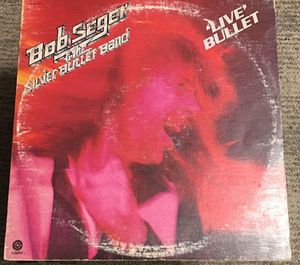 Bob Seger
& the
Silver Bullet Band
'LIVE'
BULLET